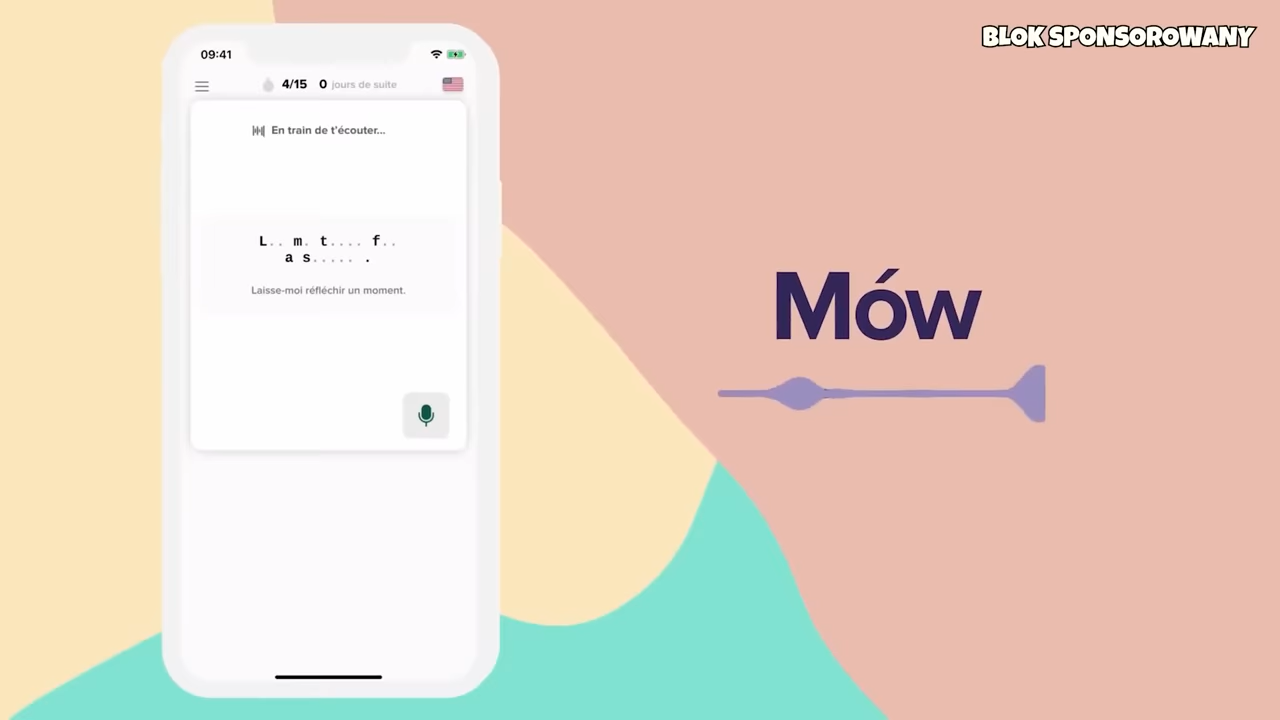 BLOK SPONSOROWANY
09:41
4/15 0 jours de suite
En train de t'écouter...
L.. m. t.... f..
a s..... .
Laisse-moi réfléchir un moment.
Mów